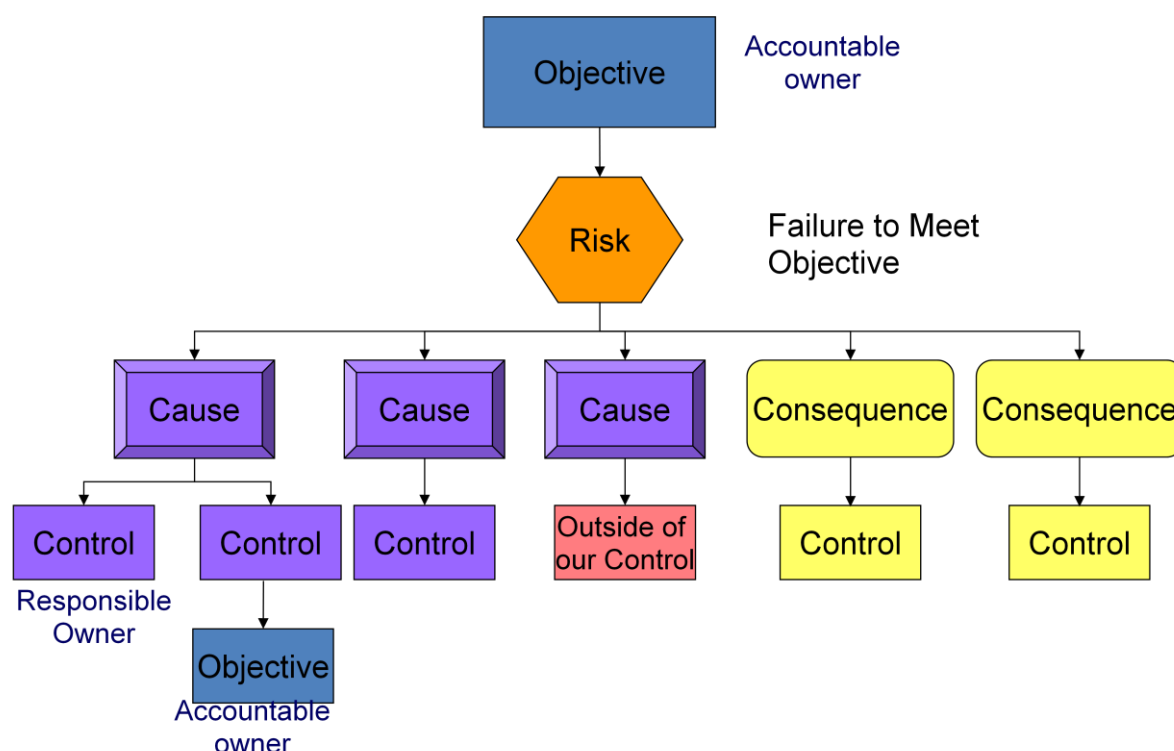 Objective
Accountable
owner
Risk
Failure to Meet
Objective
Cause
Cause
Cause
Consequence
Consequence
Control
Control
Control
Outside of
our Control
Control
Control
Responsible
Owner
Objective
Accountable
owner